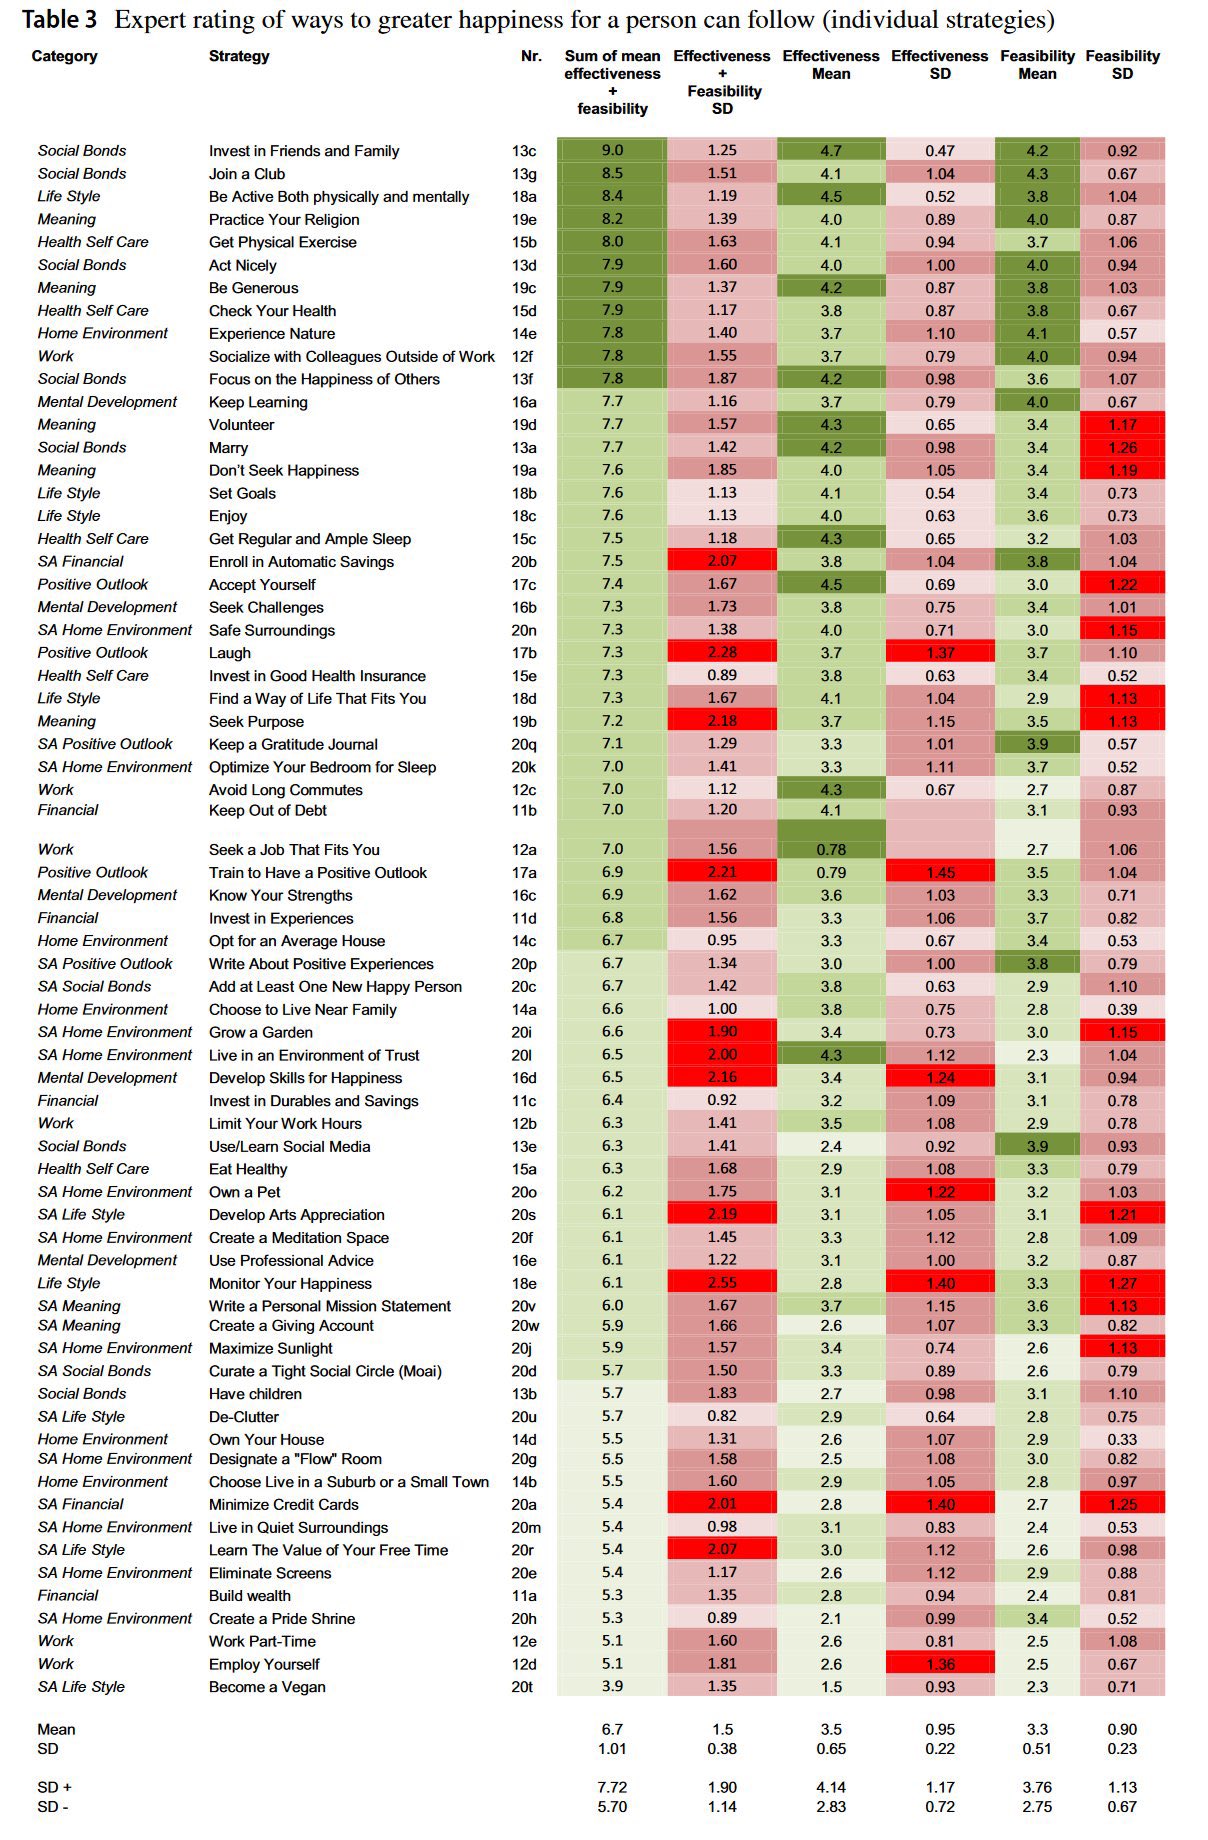 Table 3 Expert rating of ways to greater happiness for a person can follow (individual strategies)
Category Strategy Nr. Sum of mean Effectiveness Effectiveness Effectiveness Feasibility Feasibility
effectiveness + Mean SD Mean SD
+ Feasibility
feasibility SD
Social Bonds Invest in Friends and Family 13c 9.0 1.25 4.7 0.47 4.2 0.92
Social Bonds Join a Club 13g 8.5 1.51 4.1 1.04 4.3 0.67
Life Style Be Active Both physically and mentally 18a 8.4 1.19 4.5 0.52 3.8 1.04
Meaning Practice Your Religion 19e 8.2 1.39 4.0 0.89 4.0 0.87
Health Self Care Get Physical Exercise 15b 8.0 1.63 4.1 0.94 3.7 1.06
Social Bonds Act Nicely 13d 7.9 1.60 4.0 1.00 4.0 0.94
Meaning Be Generous 19c 7.9 1.37 4.2 0.87 3.8 1.03
Health Self Care Check Your Health 15d 7.9 1.17 3.8 0.87 3.8 0.67
Home Environment Experience Nature 14e 7.8 1.40 3.7 1.10 4.1 0.57
Work Socialize with Colleagues Outside of Work 12f 7.8 1.55 3.7 0.79 4.0 0.94
Social Bonds Focus on the Happiness of Others 13f 7.8 1.87 4.2 0.98 3.6 1.07
Mental Development Keep Learning 16a 7.7 1.16 3.7 0.79 4.0 0.67
Meaning Volunteer 19d 7.7 1.57 4.3 0.65 3.4 1.17
Social Bonds Marry 13a 7.7 1.42 4.2 0.98 3.4 1.26
Meaning Don't Seek Happiness 19a 7.6 1.85 4.0 1.05 3.4 1.19
Life Style Set Goals 18b 7.6 1.13 4.1 0.54 3.4 0.73
Life Style Enjoy 18c 7.6 1.13 4.0 0.63 3.6 0.73
Health Self Care Get Regular and Ample Sleep 15c 7.5 1.18 4.3 0.65 3.2 1.03
SA Financial Enroll in Automatic Savings 20b 7.5 2.07 3.8 1.04 3.8 1.04
Positive Outlook Accept Yourself 17c 7.4 1.67 4.5 0.69 3.0 1.22
Mental Development Seek Challenges 16b 7.3 1.73 3.8 0.75 3.4 1.01
SA Home Environment Safe Surroundings 20n 7.3 1.38 4.0 0.71 3.0 1.15
Positive Outlook Laugh 17b 7.3 2.28 3.7 1.37 3.7 1.10
Health Self Care Invest in Good Health Insurance 15e 7.3 0.89 3.8 0.63 3.4 0.52
Life Style Find a Way of Life That Fits You 18d 7.3 1.67 4.1 1.04 2.9 1.13
Meaning Seek Purpose 19b 7.2 2.18 3.7 1.15 3.5 1.13
SA Positive Outlook Keep a Gratitude Journal 20q 7.1 1.29 3.3 1.01 3.9 0.57
SA Home Environment Optimize Your Bedroom for Sleep 20k 7.0 1.41 3.3 1.11 3.7 0.52
Work Avoid Long Commutes 12c 7.0 1.12 4.3 0.67 2.7 0.87
Financial Keep Out of Debt 11b 7.0 1.20 4.1 3.1 0.93
Work Seek a Job That Fits You 12a 7.0 1.56 0.78 2.7 1.06
Positive Outlook Train to Have a Positive Outlook 17a 6.9 2.21 0.79 1.45 3.5 1.04
Mental Development Know Your Strengths 16c 6.9 1.62 3.6 1.03 3.3 0.71
Financial Invest in Experiences 11d 6.8 1.56 3.3 1.06 3.7 0.82
Home Environment Opt for an Average House 14c 6.7 0.95 3.3 0.67 3.4 0.53
SA Positive Outlook Write About Positive Experiences 20p 6.7 1.34 3.0 1.00 3.8 0.79
SA Social Bonds Add at Least One New Happy Person 20c 6.7 1.42 3.8 0.63 2.9 1.10
Home Environment Choose to Live Near Family 14a 6.6 1.00 3.8 0.75 2.8 0.39
SA Home Environment Grow a Garden 20i 6.6 1.90 3.4 0.73 3.0 1.15
SA Home Environment Live in an Environment of Trust 20l 6.5 2.00 4.3 1.12 2.3 1.04
Mental Development Develop Skills for Happiness 16d 6.5 2.16 3.4 1.24 3.1 0.94
Financial Invest in Durables and Savings 11c 6.4 0.92 3.2 1.09 3.1 0.78
Work Limit Your Work Hours 12b 6.3 1.41 3.5 1.08 2.9 0.78
Social Bonds Use/Learn Social Media 13e 6.3 1.41 2.4 0.92 3.9 0.93
Health Self Care Eat Healthy 15a 6.3 1.68 2.9 1.08 3.3 0.79
SA Home Environment Own a Pet 20o 6.2 1.75 3.1 1.22 3.2 1.03
SA Life Style Develop Arts Appreciation 20s 6.1 2.19 3.1 1.05 3.1 1.21
SA Home Environment Create a Meditation Space 20f 6.1 1.45 3.3 1.12 2.8 1.09
Mental Development Use Professional Advice 16e 6.1 1.22 3.1 1.00 3.2 0.87
Life Style Monitor Your Happiness 18e 6.1 2.55 2.8 1.40 3.3 1.27
SA Meaning Write a Personal Mission Statement 20v 6.0 1.67 3.7 1.15 3.6 1.13
SA Meaning Create a Giving Account 20w 5.9 1.66 2.6 1.07 3.3 0.82
SA Home Environment Maximize Sunlight 20j 5.9 1.57 3.4 0.74 2.6 1.13
SA Social Bonds Curate a Tight Social Circle (Moai) 20d 5.7 1.50 3.3 0.89 2.6 0.79
Social Bonds Have children 13b 5.7 1.83 2.7 0.98 3.1 1.10
SA Life Style De-Clutter 20u 5.7 0.82 2.9 0.64 2.8 0.75
Home Environment Own Your House 14d 5.5 1.31 2.6 1.07 2.9 0.33
SA Home Environment Designate a "Flow" Room 20g 5.5 1.58 2.5 1.08 3.0 0.82
Home Environment Choose Live in a Suburb or a Small Town 14b 5.5 1.60 2.9 1.05 2.8 0.97
SA Financial Minimize Credit Cards 20a 5.4 2.01 2.8 1.40 2.7 1.25
SA Home Environment Live in Quiet Surroundings 20m 5.4 0.98 3.1 0.83 2.4 0.53
SA Life Style Learn The Value of Your Free Time 20r 5.4 2.07 3.0 1.12 2.6 0.98
SA Home Environment Eliminate Screens 20e 5.4 1.17 2.6 1.12 2.9 0.88
Financial Build wealth 11a 5.3 1.35 2.8 0.94 2.4 0.81
SA Home Environment Create a Pride Shrine 20h 5.3 0.89 2.1 0.99 3.4 0.52
Work Work Part-Time 12e 5.1 1.60 2.6 0.81 2.5 1.08
Work Employ Yourself 12d 5.1 1.81 2.6 1.36 2.5 0.67
SA Life Style Become a Vegan 20t 3.9 1.35 1.5 0.93 2.3 0.71
Mean 6.7 1.5 3.5 0.95 3.3 0.90
SD 1.01 0.38 0.65 0.22 0.51 0.23
SD + 7.72 1.90 4.14 1.17 3.76 1.13
SD - 5.70 1.14 2.83 0.72 2.75 0.67